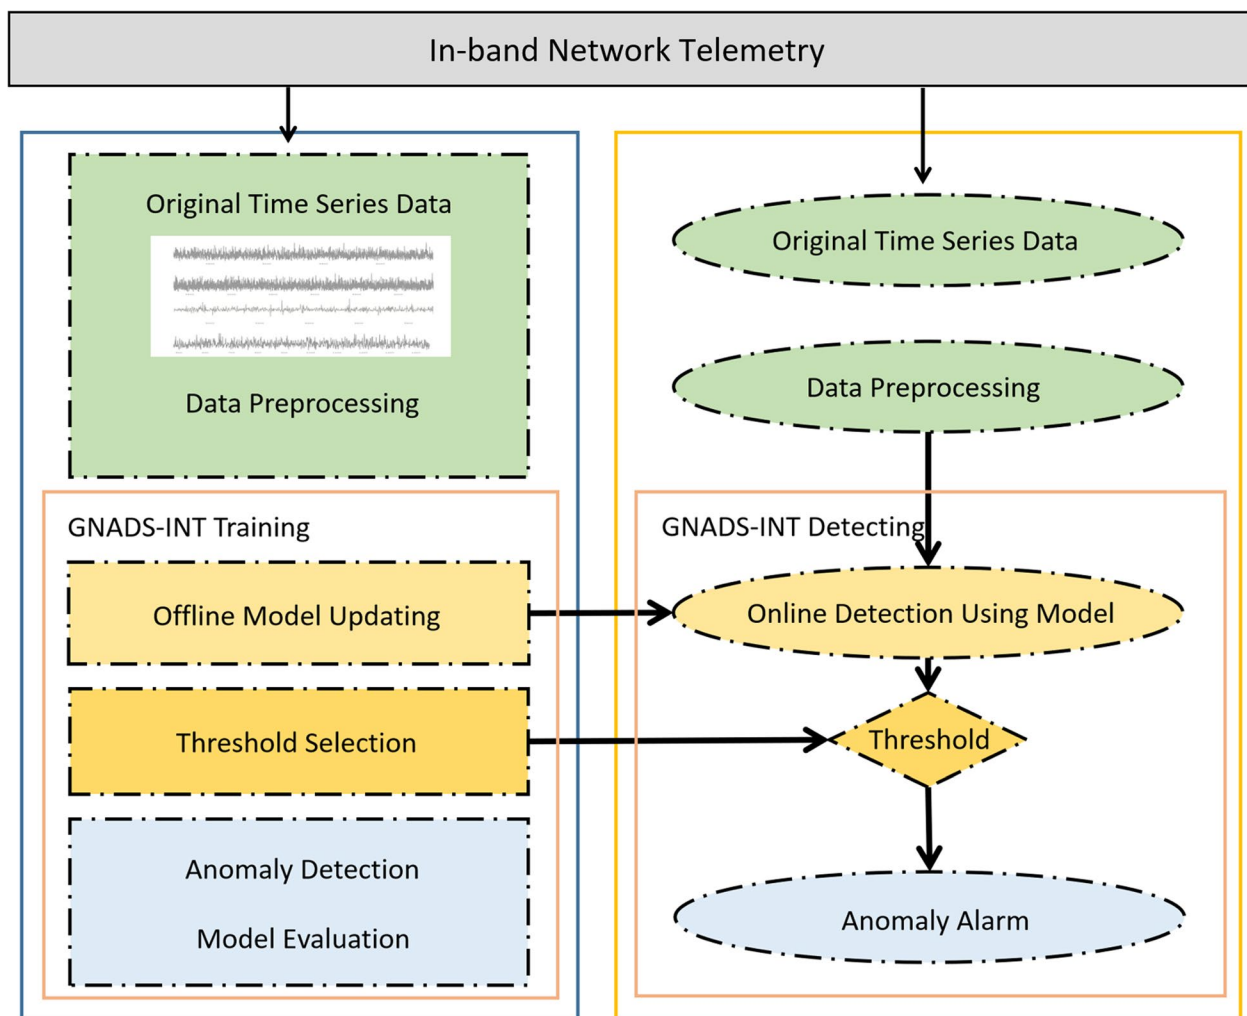 In-band Network Telemetry
Original Time Series Data
Data Preprocessing
GNADS-INT Training
Offline Model Updating
Threshold Selection
Anomaly Detection
Model Evaluation
Original Time Series Data
Data Preprocessing
GNADS-INT Detecting
Online Detection Using Model
Threshold
Anomaly Alarm